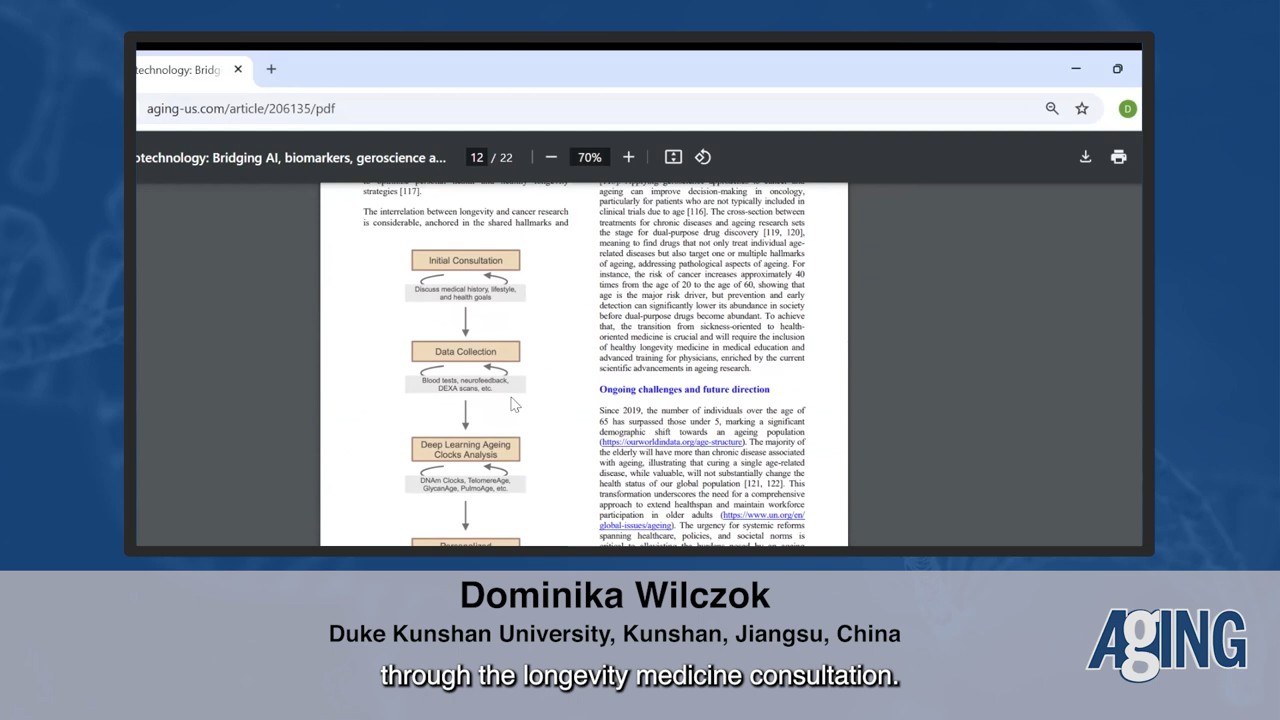 technology: Bridg
aging-us.com/article/206135/pdf
D
otechnology: Bridging AI, biomarkers, geroscience a...
12 / 22
70%
strategies [117].
The interrelation between longevity and cancer research
is considerable, anchored in the shared hallmarks and
Initial Consultation
Discuss medical history, lifestyle,
and health goals
Data Collection
Blood tests, neurofeedback,
DEXA scans, etc.
Deep Learning Ageing
Clocks Analysis
DNAm Clocks, TelomereAge,
GlycanAge, PulmoAge, etc.
Personalized
can improve decision-making in oncology,
particularly for patients who are not typically included in
clinical trials due to age [116]. The cross-section between
treatments for chronic diseases and ageing research sets
the stage for dual-purpose drug discovery [119, 120],
meaning to find drugs that not only treat individual age-
related diseases but also target one or multiple hallmarks
of ageing, addressing pathological aspects of ageing. For
instance, the risk of cancer increases approximately 40
times from the age of 20 to the age of 60, showing that
age is the major risk driver, but prevention and early
detection can significantly lower its abundance in society
before dual-purpose drugs become abundant. To achieve
that, the transition from sickness-oriented to health-
oriented medicine is crucial and will require the inclusion
of healthy longevity medicine in medical education and
advanced training for physicians, enriched by the current
scientific advancements in ageing research.
Ongoing challenges and future direction
Since 2019, the number of individuals over the age of
65 has surpassed those under 5, marking a significant
demographic shift towards an ageing population
(https://ourworldindata.org/age-structure). The majority of
the elderly will have more than chronic disease associated
with ageing, illustrating that curing a single age-related
disease, while valuable, will not substantially change the
health status of our global population [121, 122]. This
transformation underscores the need for a comprehensive
approach to extend healthspan and maintain workforce
participation in older adults (https://www.un.org/en/
global-issues/ageing). The urgency for systemic reforms
spanning healthcare, policies, and societal norms is
Dominika Wilczok
Duke Kunshan University, Kunshan, Jiangsu, China
through the longevity medicine consultation.
AgING